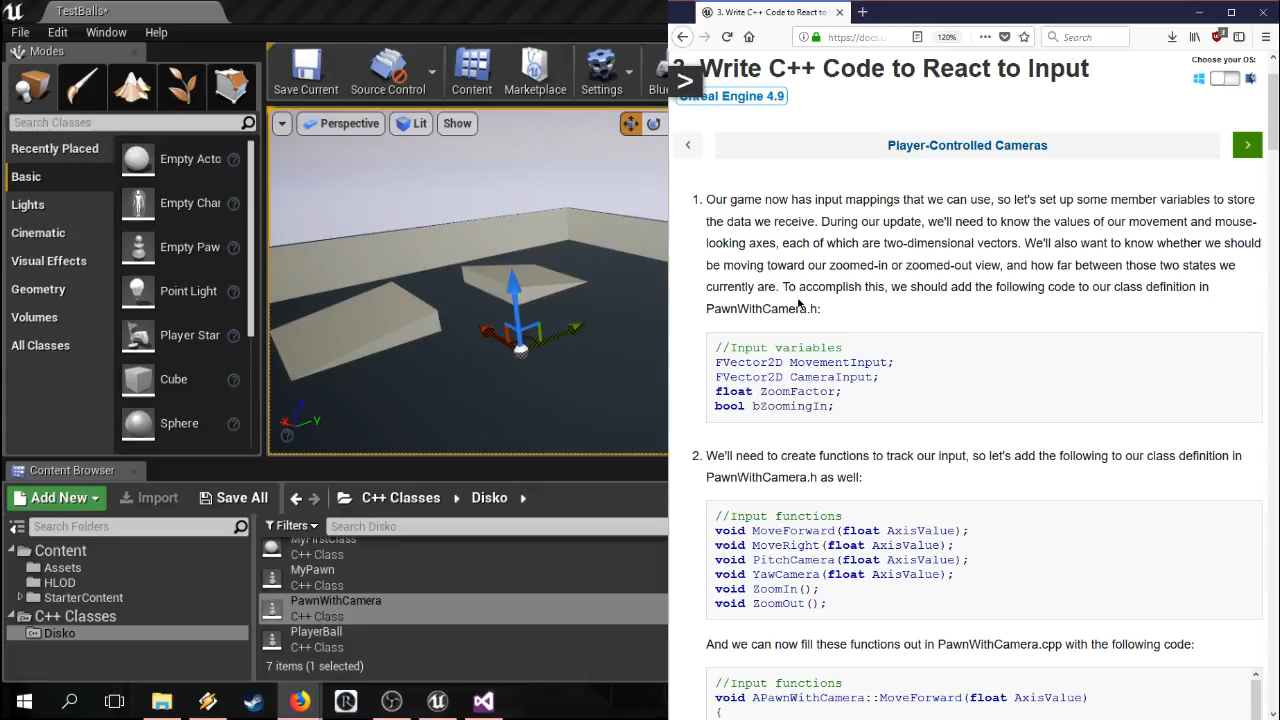 TestBalls*
File Edit Window Help
Modes
Search Classes
Recently Placed
Basic
Lights
Cinematic
Visual Effects
Geometry
Volumes
All Classes
Empty Acto
Empty Char
Empty Paw
Point Light
Player Star
Cube
Sphere
Save Current
Source Control
Content
Marketplace
Settings
Perspective
Lit
Show
X
Y
Content Browser
Add New
Import
Save All
C++ Classes
Disko
Search Folders
Content
Assets
HLOD
StarterContent
C++ Classes
Disko
Filters
Search Disko
MyFirstClass
C++ Class
MyPawn
C++ Class
PawnWithCamera
C++ Class
PlayerBall
C++ Class
7 items (1 selected)
3. Write C++ Code to React to I
https://docs.u
120%
Search
3
Write C++ Code to React to Input
Choose your OS:
>
Unreal Engine 4.9
Player-Controlled Cameras
1. Our game now has input mappings that we can use, so let's set up some member variables to store
the data we receive. During our update, we'll need to know the values of our movement and mouse-
looking axes, each of which are two-dimensional vectors. We'll also want to know whether we should
be moving toward our zoomed-in or zoomed-out view, and how far between those two states we
currently are. To accomplish this, we should add the following code to our class definition in
PawnWithCamera.h:
//Input variables
FVector2D MovementInput;
FVector2D CameraInput;
float ZoomFactor;
bool bZoomingIn;
2. We'll need to create functions to track our input, so let's add the following to our class definition in
PawnWithCamera.h as well:
//Input functions
void MoveForward(float AxisValue);
void MoveRight(float AxisValue);
void PitchCamera(float AxisValue);
void YawCamera(float AxisValue);
void ZoomIn();
void ZoomOut();
And we can now fill these functions out in PawnWithCamera.cpp with the following code:
//Input functions
void APawnWithCamera::MoveForward(float AxisValue)
{